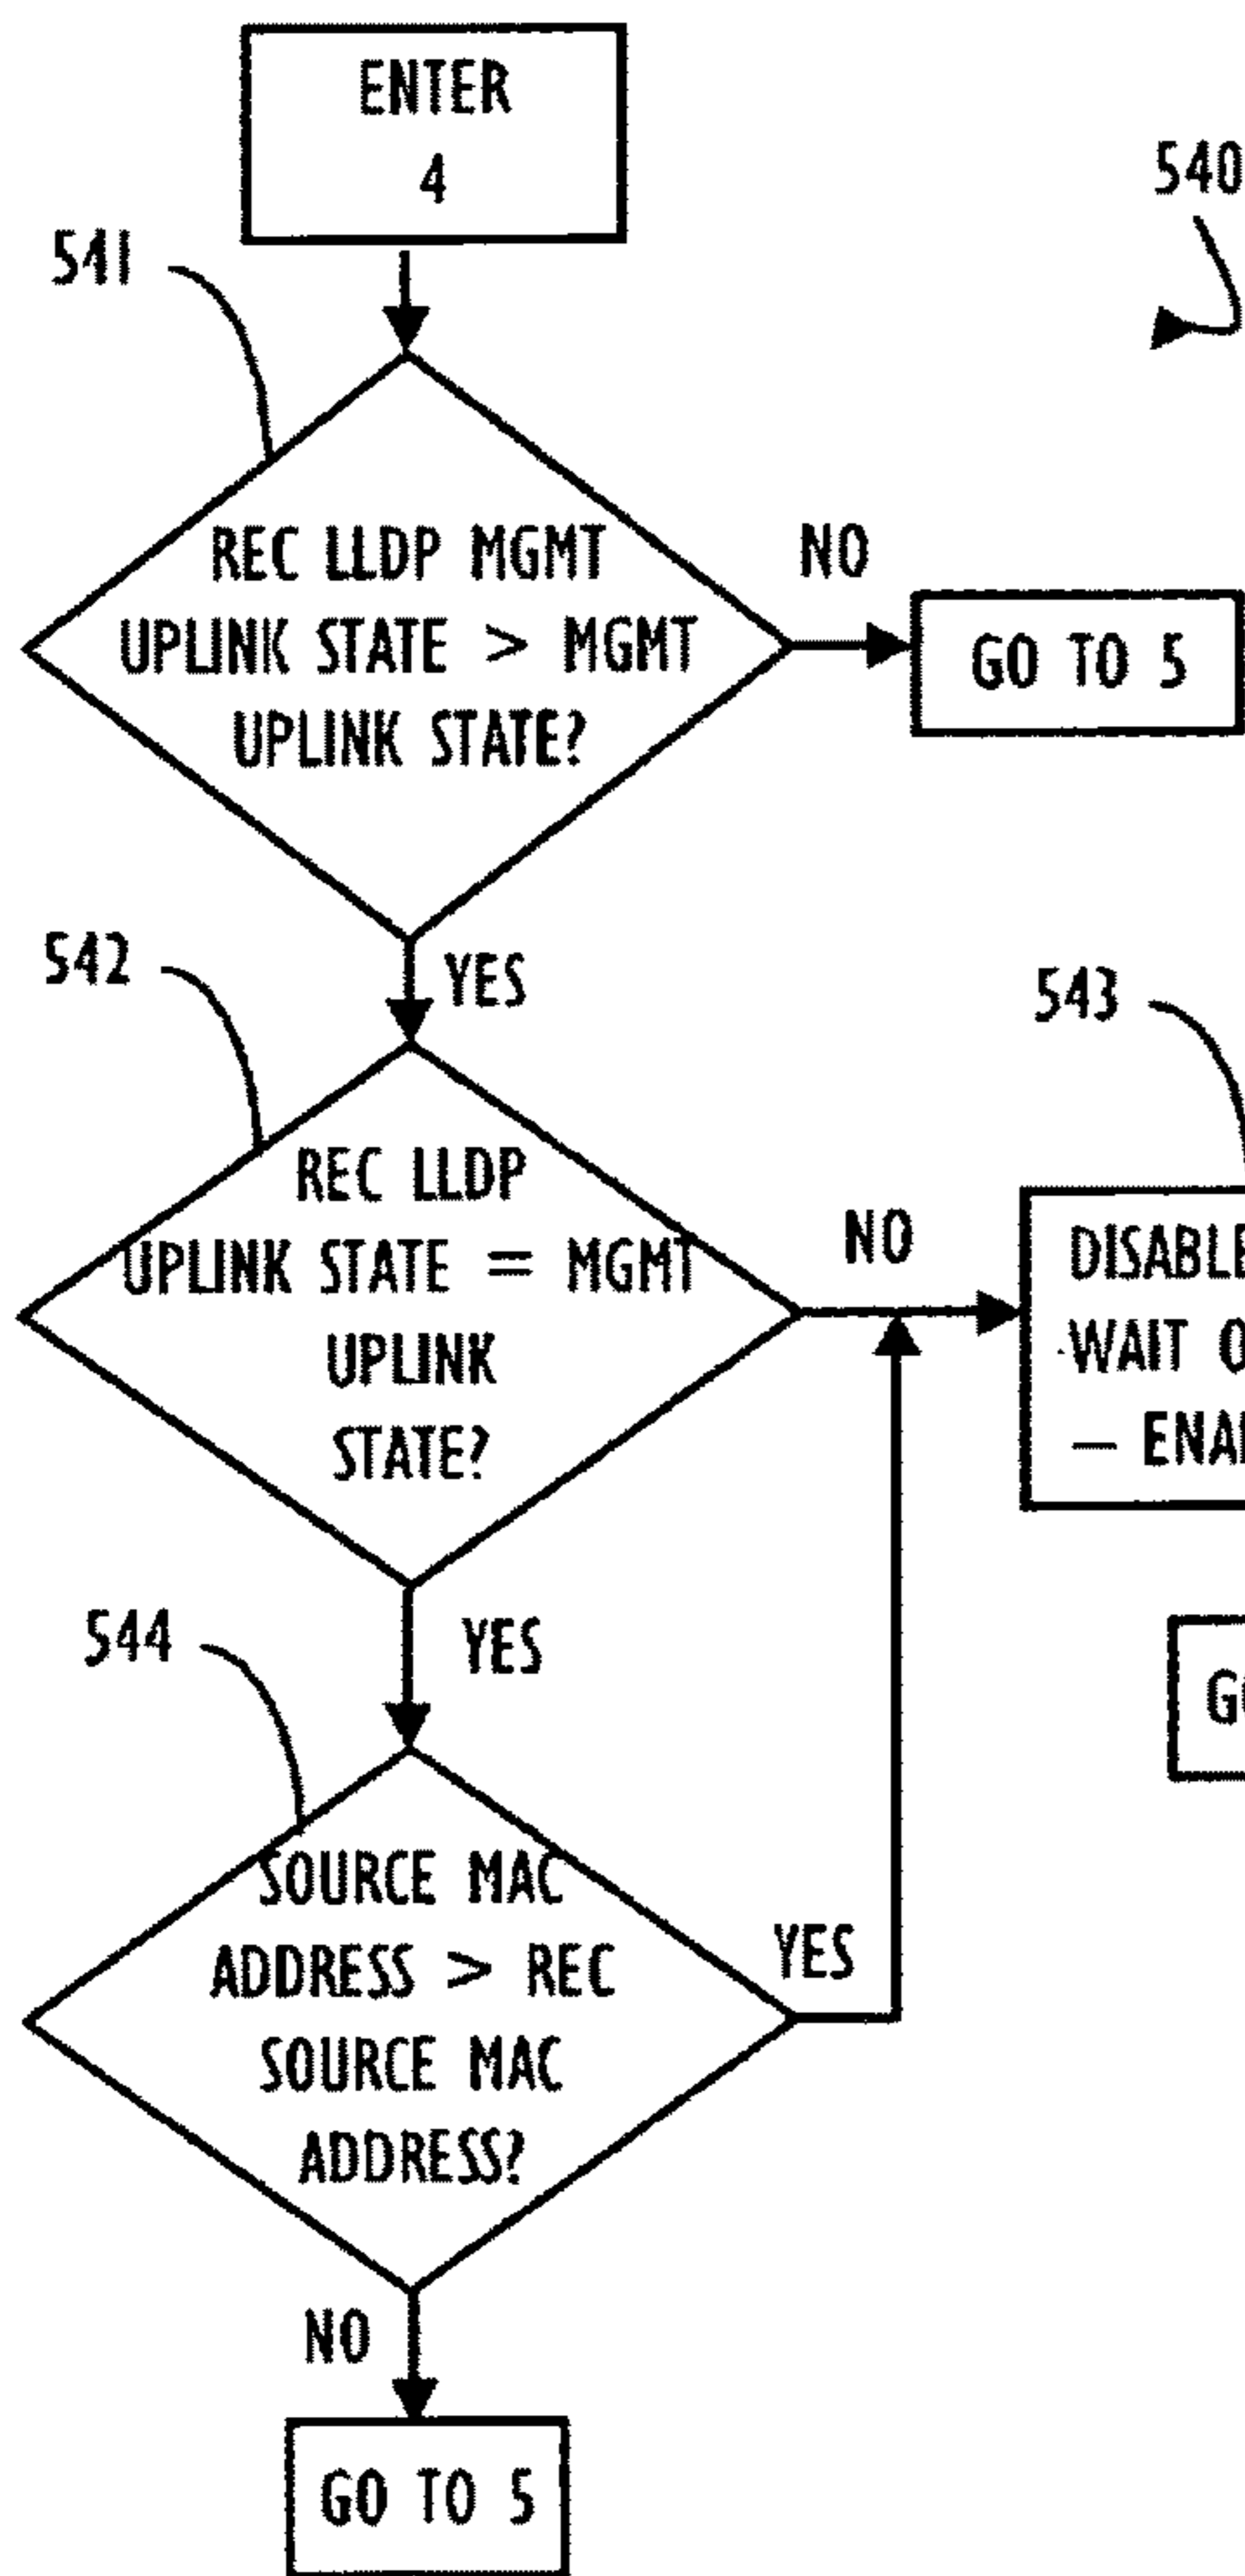 ENTER
4
540
541
REC LLDP MGMT
UPLINK STATE > MGMT
UPLINK STATE?
NO
GO TO 5
YES
542
543
REC LLDP
UPLINK STATE = MGMT
UPLINK
STATE?
NO
DISABLE
WAIT
—
YES
544
SOURCE MAC
ADDRESS > REC
SOURCE MAC
ADDRESS?
YES
NO
GO TO 5